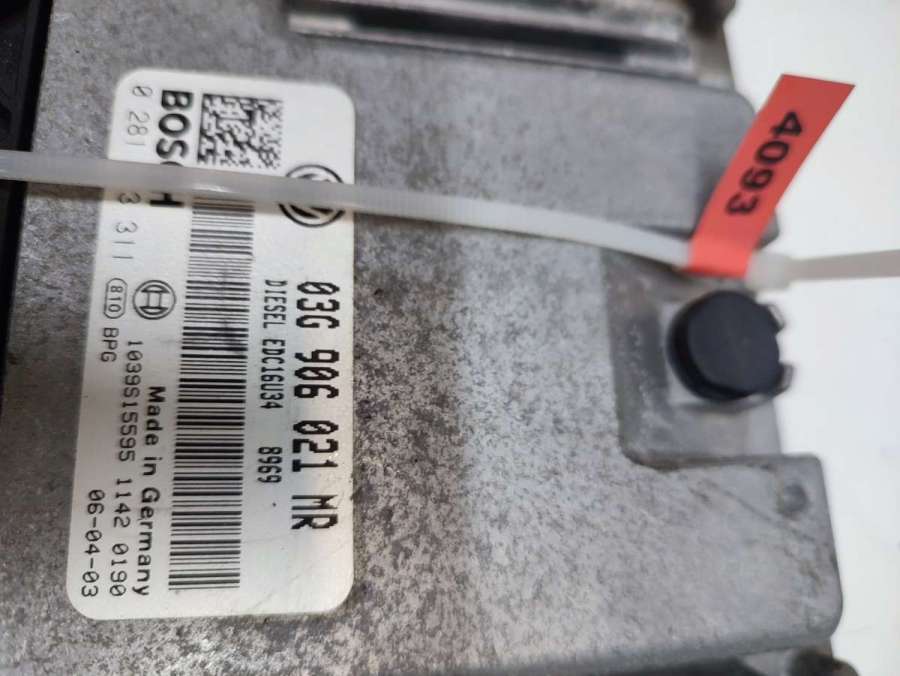 03G 906 021 MR
DIESEL EDC16U34 8969
BOSCH
Made in Germany
0 281 3 311
1039S15595 1142 0190
810 BPG
06-04-03
4093